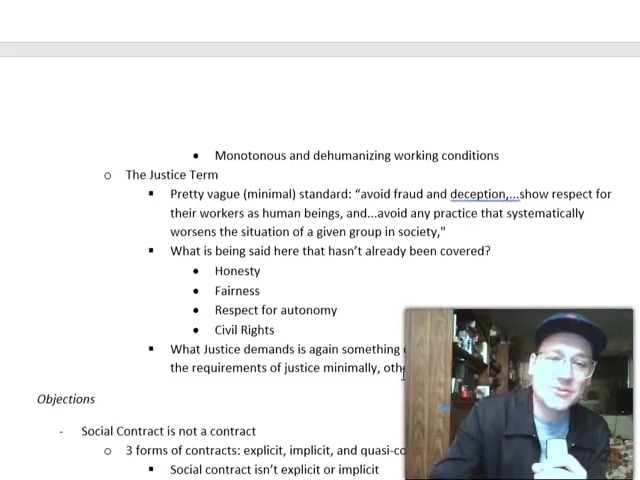 Monotonous and dehumanizing working conditions
The Justice Term
Pretty vague (minimal) standard: “avoid fraud and deception,...show respect for
their workers as human beings, and...avoid any practice that systematically
worsens the situation of a given group in society,"
What is being said here that hasn’t already been covered?
Honesty
Fairness
Respect for autonomy
Civil Rights
What Justice demands is again something
the requirements of justice minimally,
Objections
- Social Contract is not a contract
3 forms of contracts: explicit, implicit, and
Social contract isn’t explicit or implicit